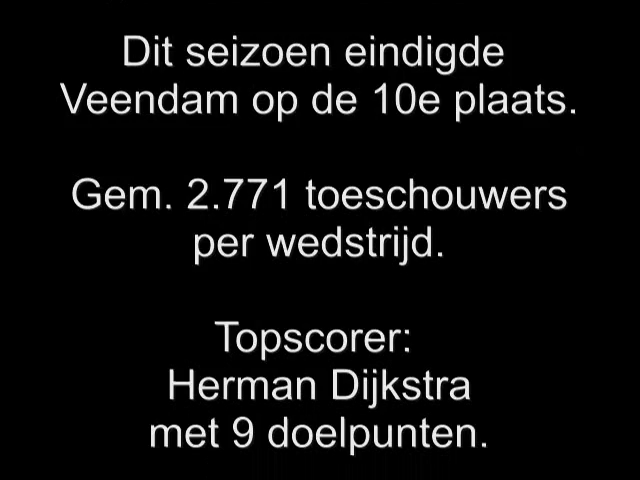 Dit seizoen eindigde
Veendam op de 10e plaats.
Gem. 2.771 toeschouwers
per wedstrijd.
Topscorer:
Herman Dijkstra
met 9 doelpunten.